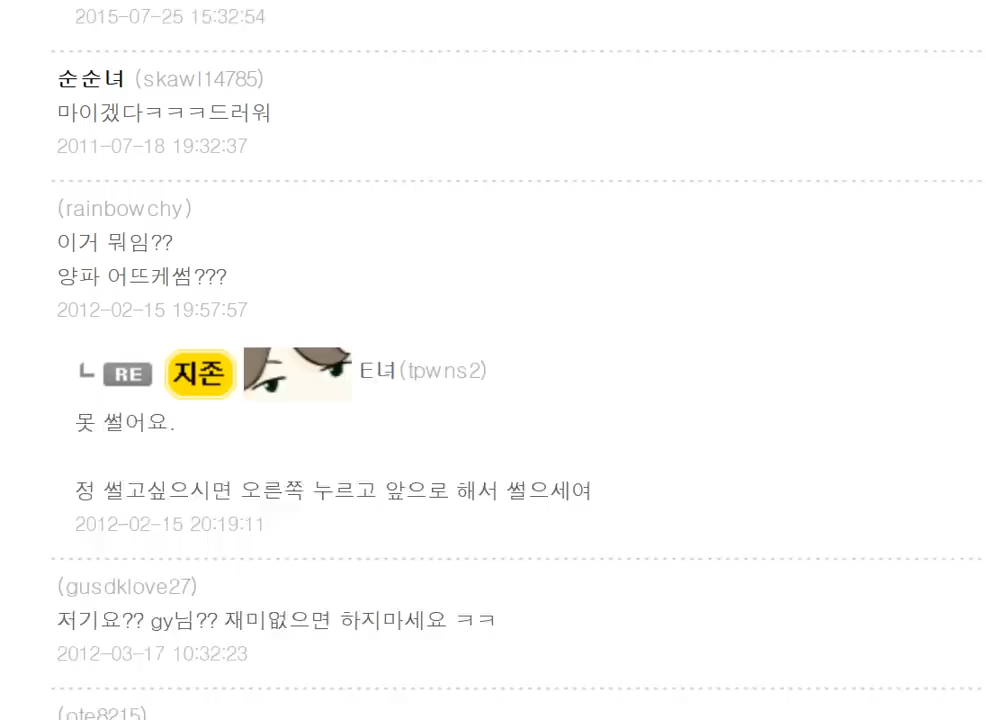 2015-07-25 15:32:54
순순녀 (skawl14785)
마이겠다ㅋㅋㅋ드러워
2011-07-18 19:32:37
(rainbowchy)
이거 뭐임??
양파 어뜨케썸???
2012-02-15 19:57:57
ㄴ RE 지존 E녀(tpwns2)
못 썰어요.
정 썰고싶으시면 오른쪽 누르고 앞으로 해서 썰으세여
2012-02-15 20:19:11
(gusdklove27)
저기요?? gy님?? 재미없으면 하지마세요 ㅋㅋ
2012-03-17 10:32:23
(ote8215)